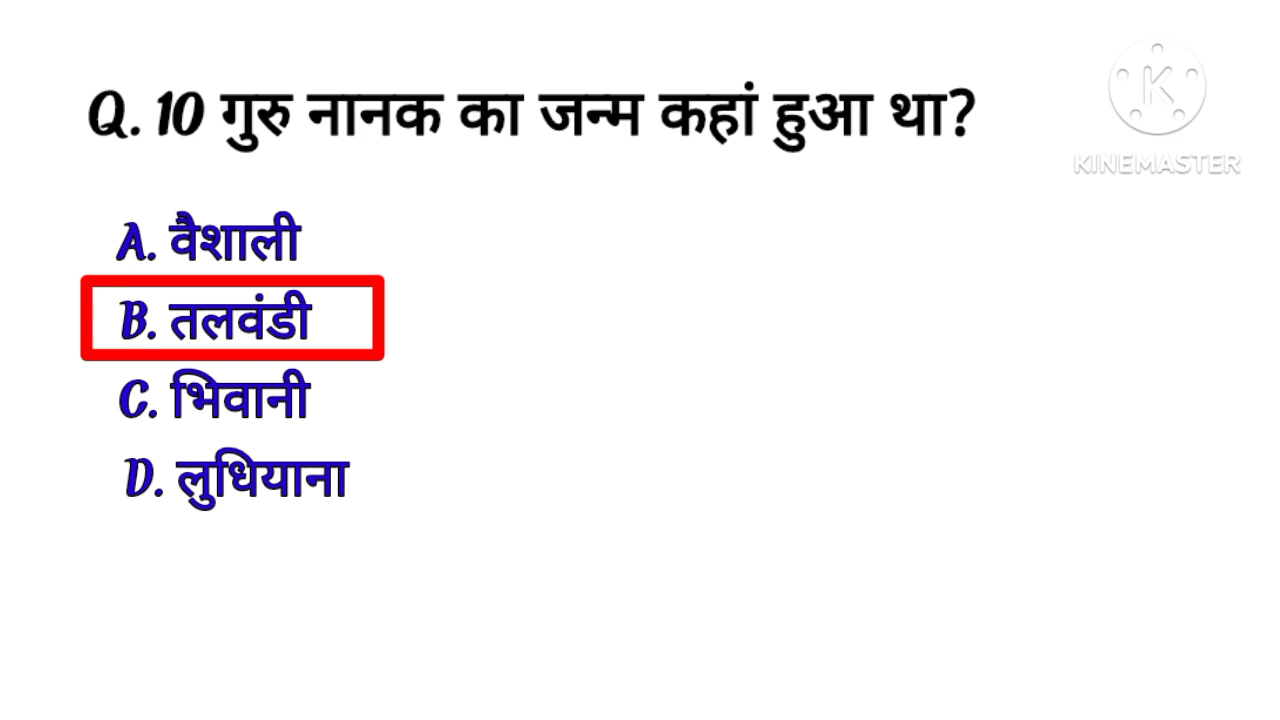 Q. 10 गुरु नानक का जन्म कहां हुआ था?
KINEMASTER
A. वैशाली
B. तलवंडी
C. भिवानी
D. लुधियाना